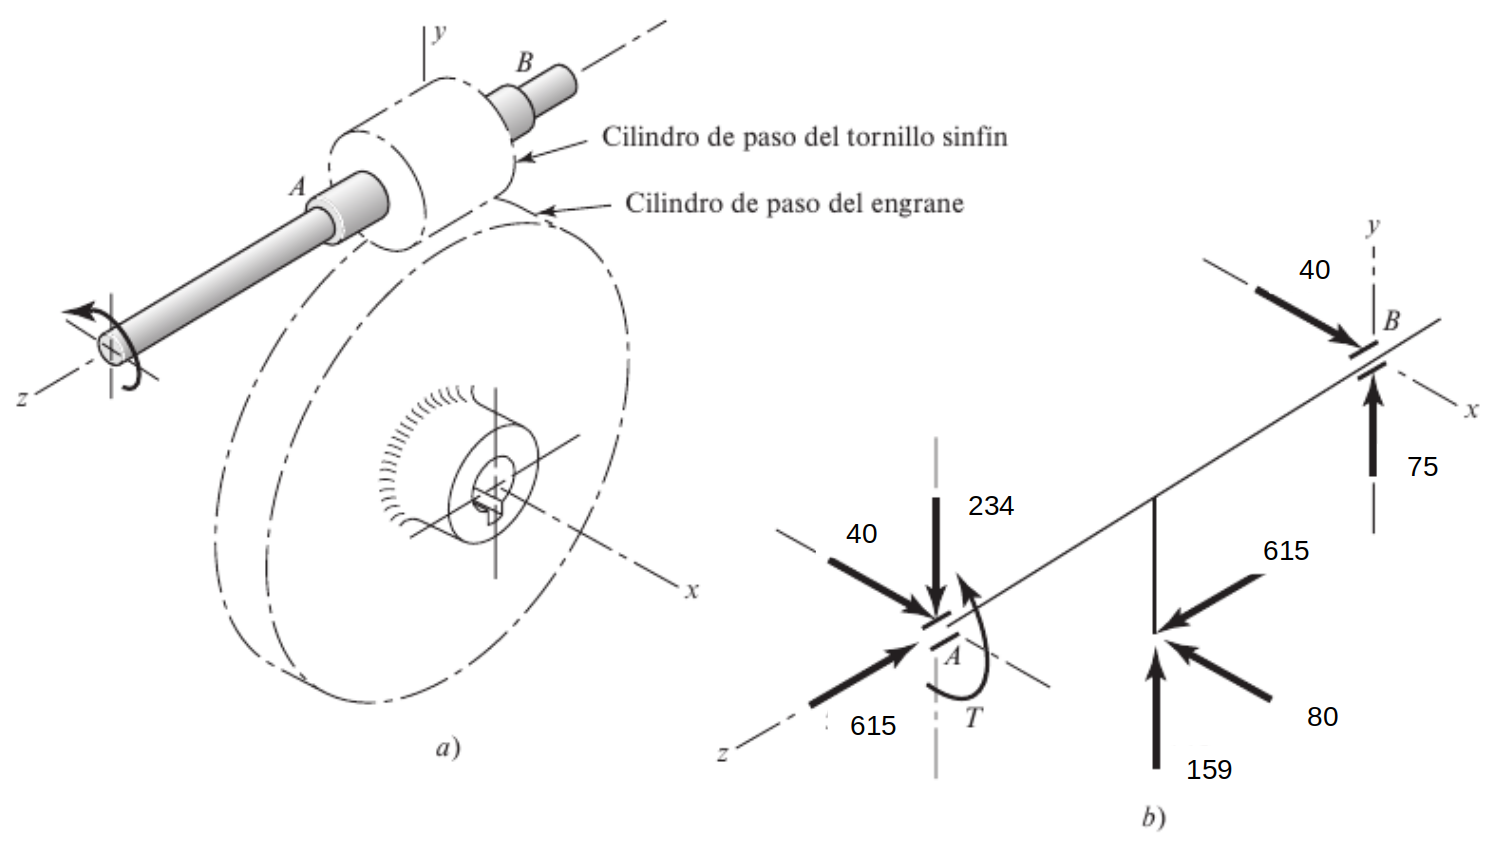 y
B
Cilindro de paso del tornillo sinfín
A
Cilindro de paso del engrane
z
x
a)
y
40
B
x
75
234
40
615
A
615
T
80
z
159
b)